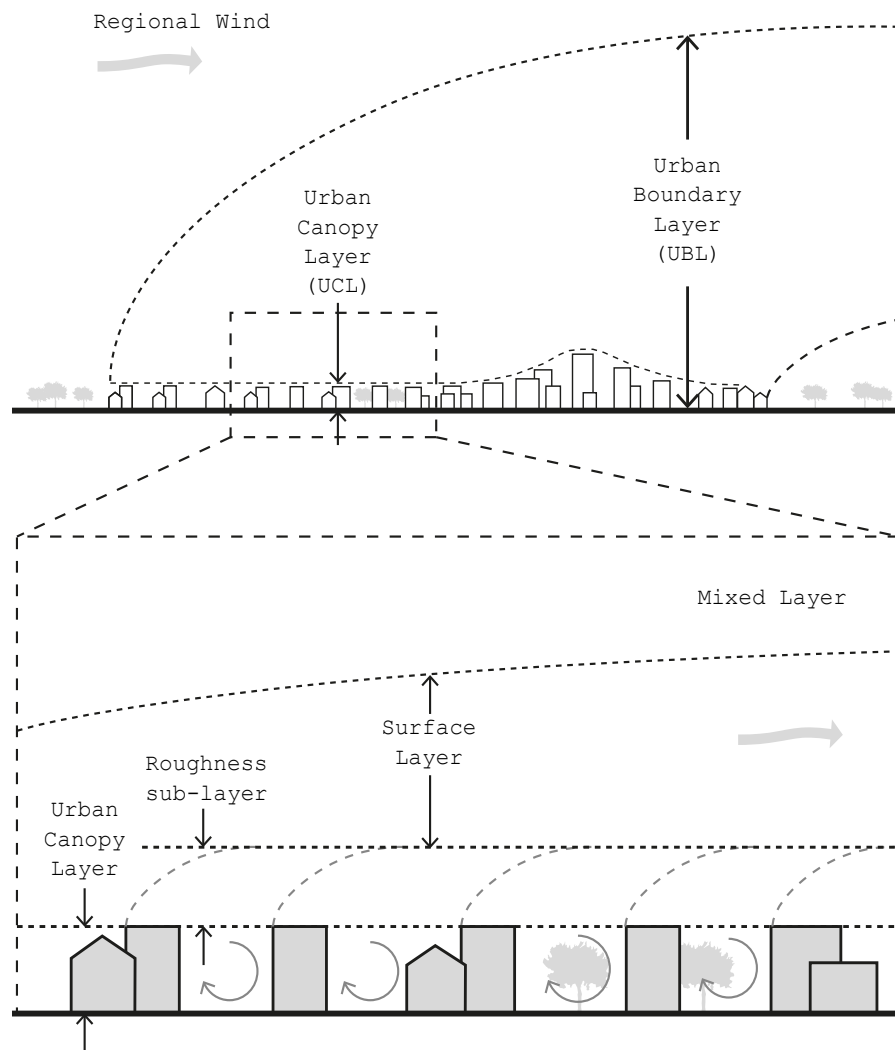 Regional Wind
Urban
Canopy
Layer
(UCL)
Urban
Boundary
Layer
(UBL)
Mixed Layer
Surface
Layer
Roughness
sub-layer
Urban
Canopy
Layer